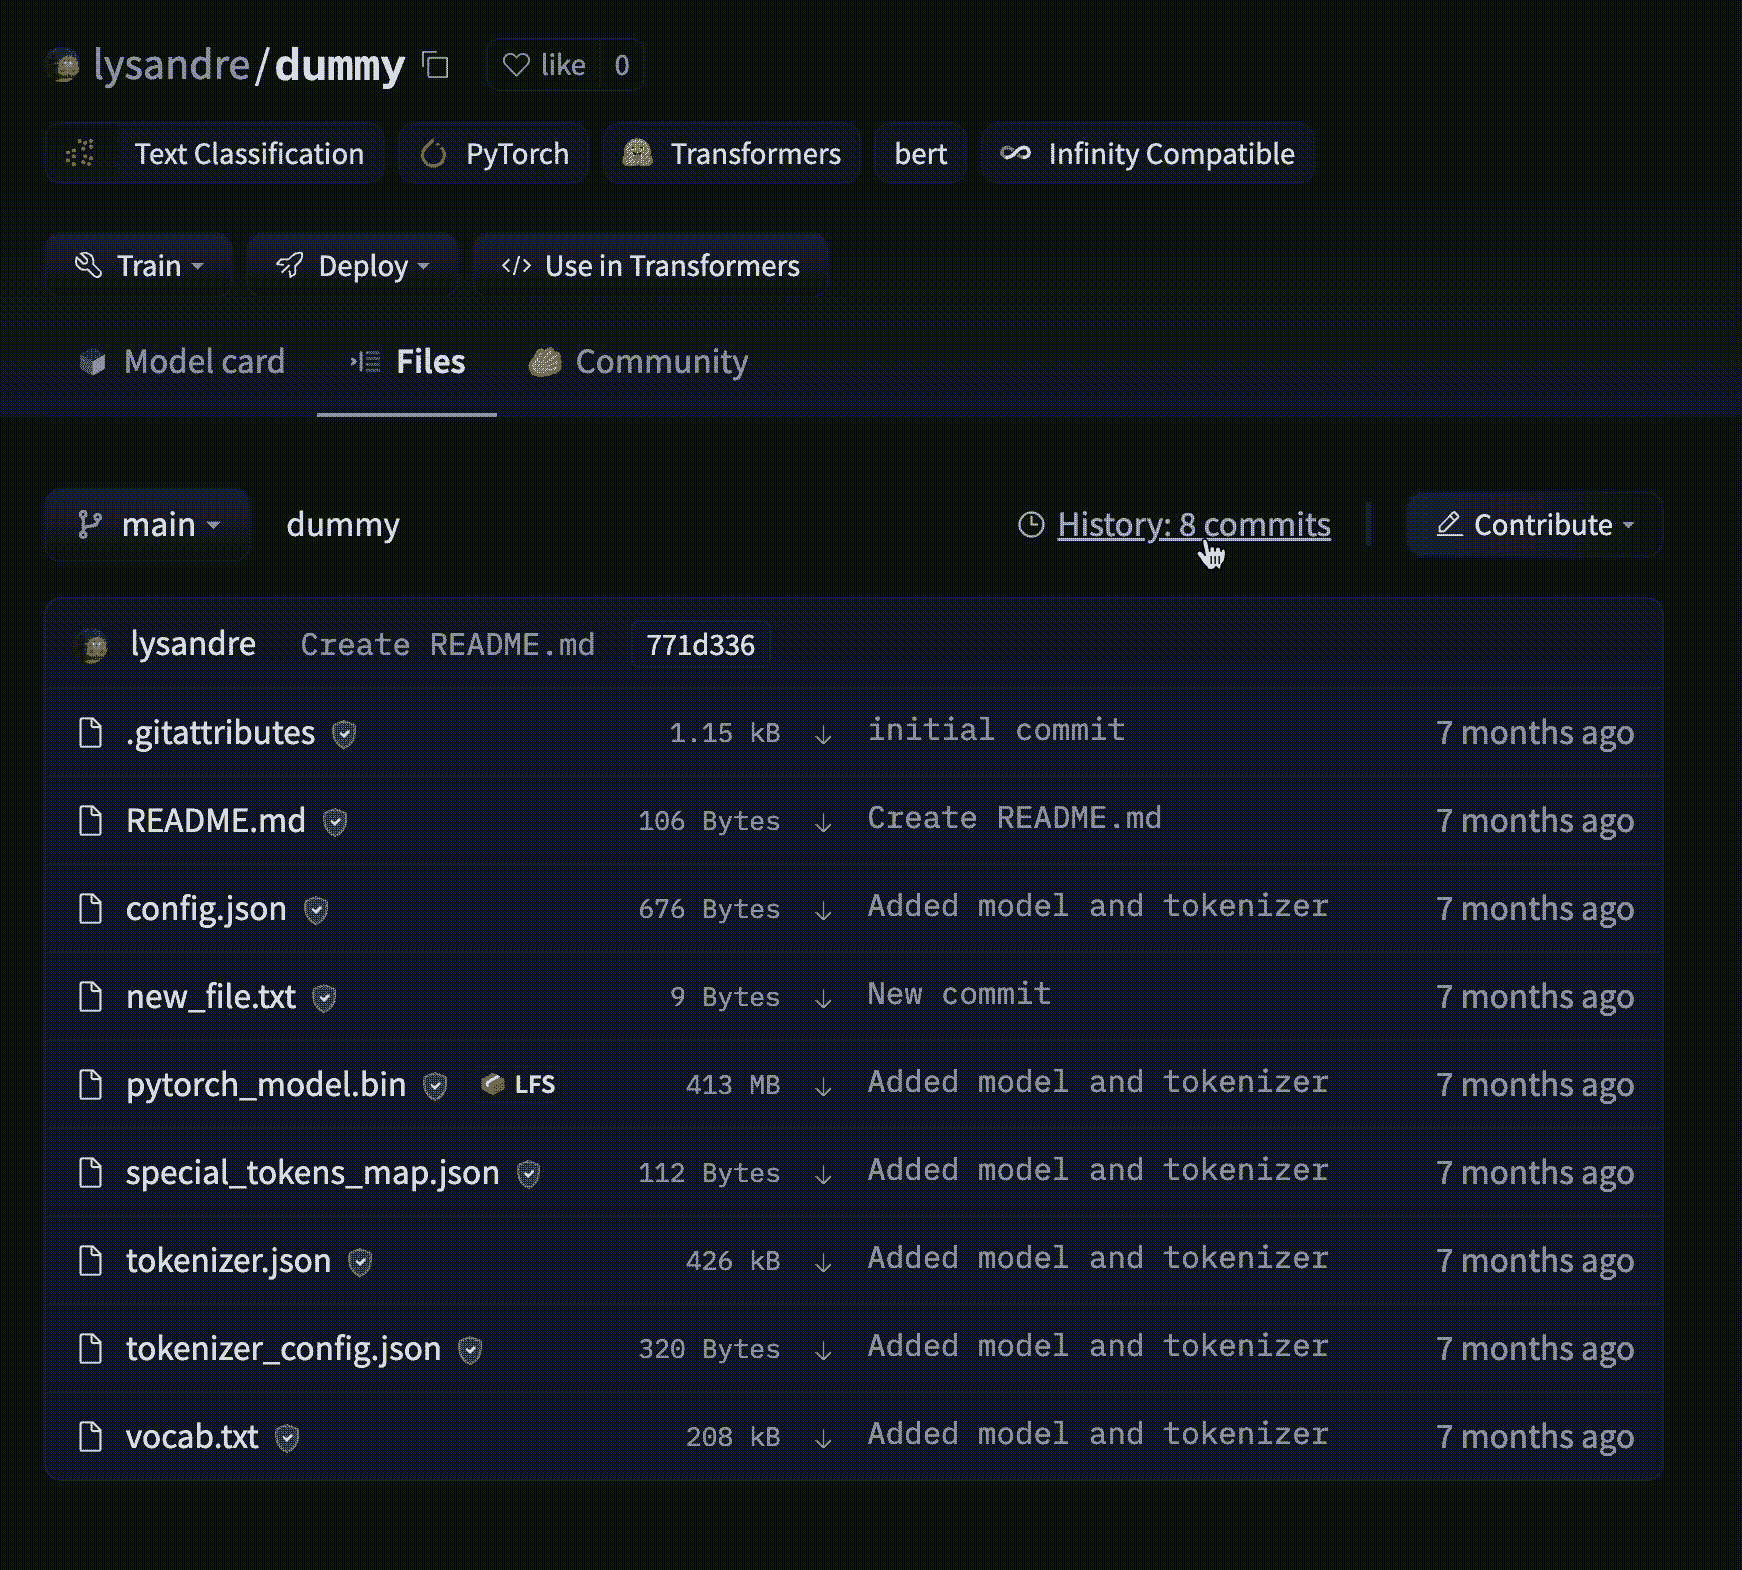 lysandre/dummy like 0
Text Classification PyTorch Transformers bert Infinity Compatible
Train Deploy </> Use in Transformers
Model card Files Community
main dummy History: 8 commits Contribute
lysandre Create README.md 771d336
.gitattributes 1.15 kB ↓ initial commit 7 months ago
README.md 106 Bytes ↓ Create README.md 7 months ago
config.json 676 Bytes ↓ Added model and tokenizer 7 months ago
new_file.txt 9 Bytes ↓ New commit 7 months ago
pytorch_model.bin LFS 413 MB ↓ Added model and tokenizer 7 months ago
special_tokens_map.json 112 Bytes ↓ Added model and tokenizer 7 months ago
tokenizer.json 426 kB ↓ Added model and tokenizer 7 months ago
tokenizer_config.json 320 Bytes ↓ Added model and tokenizer 7 months ago
vocab.txt 208 kB ↓ Added model and tokenizer 7 months ago